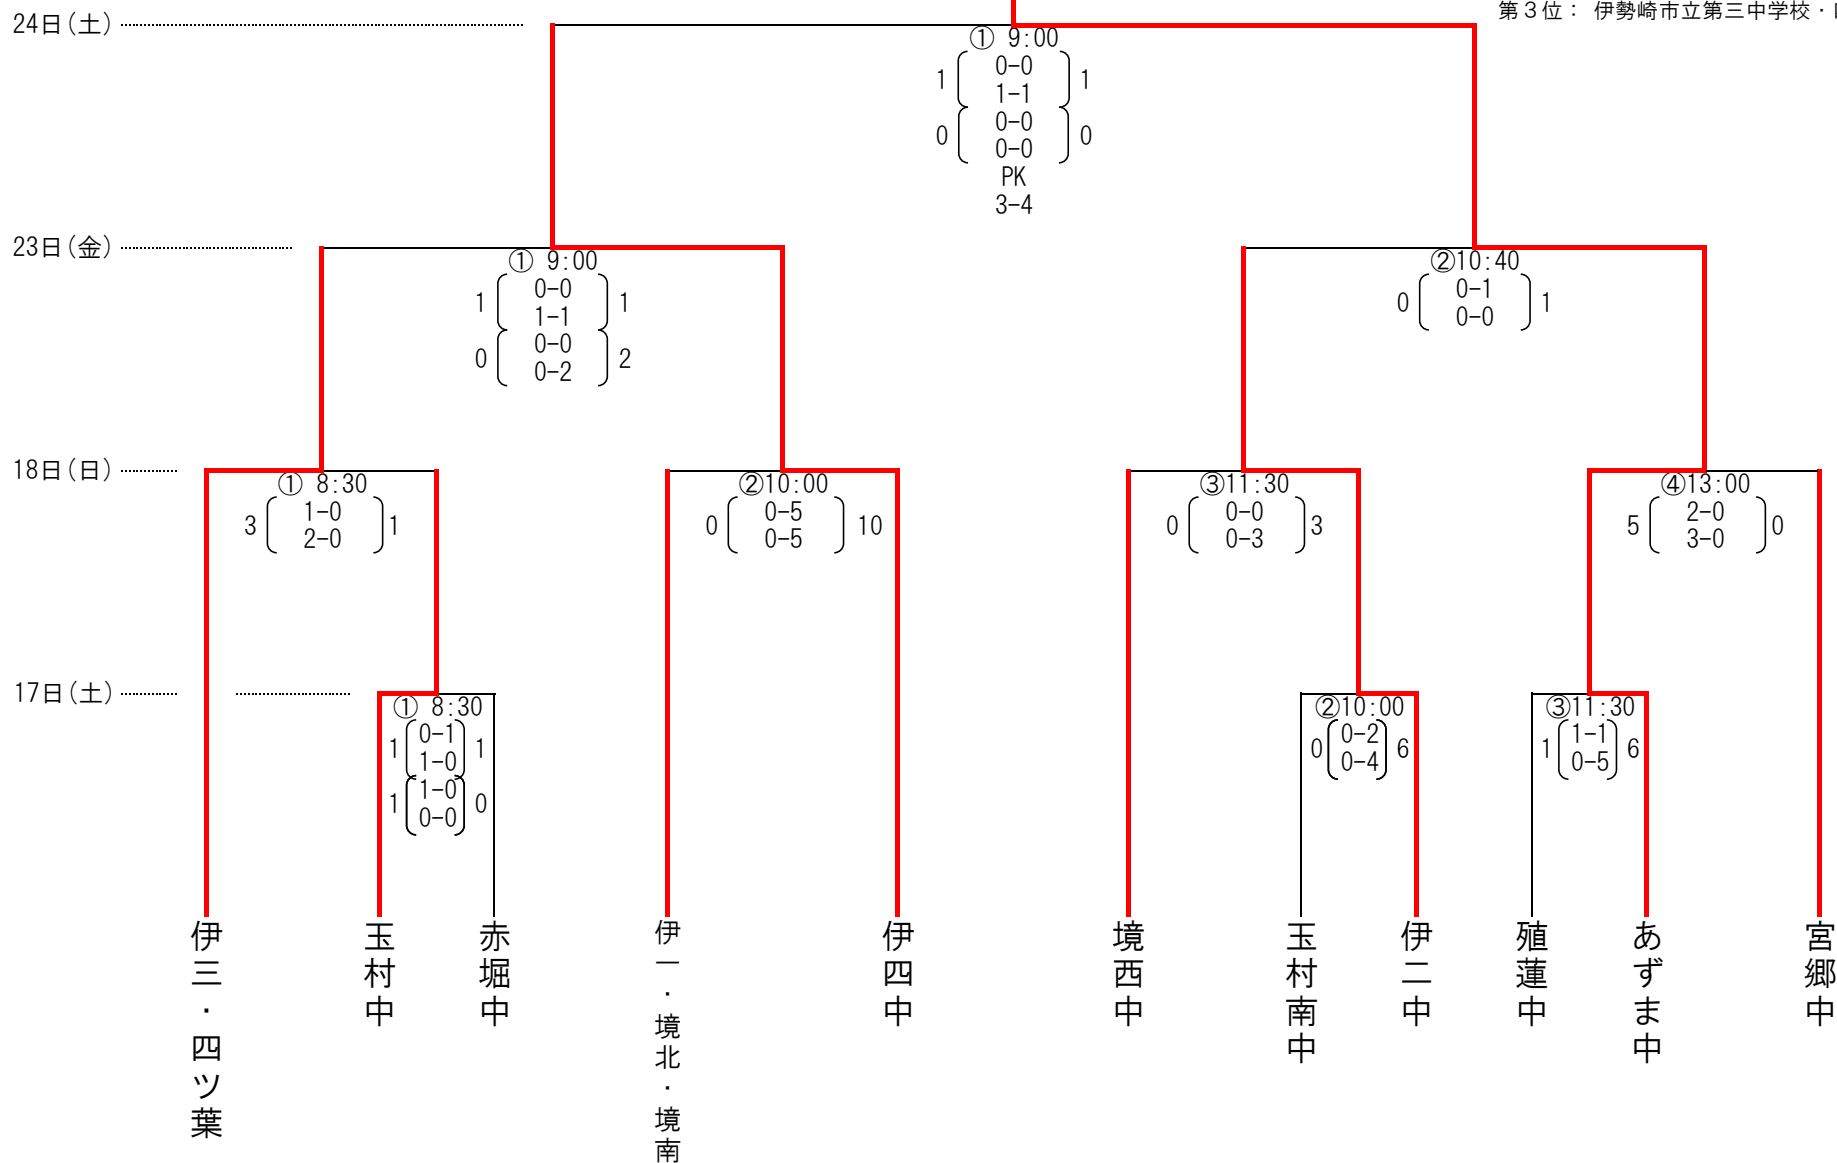 第３位： 伊勢崎市立第三中学校・
24日(土)
① 9:00
0-0
1 1-1 1
0-0
0 0-0 0
PK
3-4
23日(金)
① 9:00
0-0
1 1-1 1
0-0
0 0-2 2
②10:40
0-1
0 0-0 1
18日(日)
① 8:30
1-0
3 2-0 1
②10:00
0-5
0 0-5 10
③11:30
0-0
0 0-3 3
④13:00
2-0
5 3-0 0
17日(土)
① 8:30
0-1
1 1-0 1
1-0
1 0-0 0
②10:00
0-2
0 0-4 6
③11:30
1-1
1 0-5 6
伊三・四ツ葉
玉村中
赤堀中
伊一・境北・境南
伊四中
境西中
玉村南中
伊二中
殖蓮中
あずま中
宮郷中